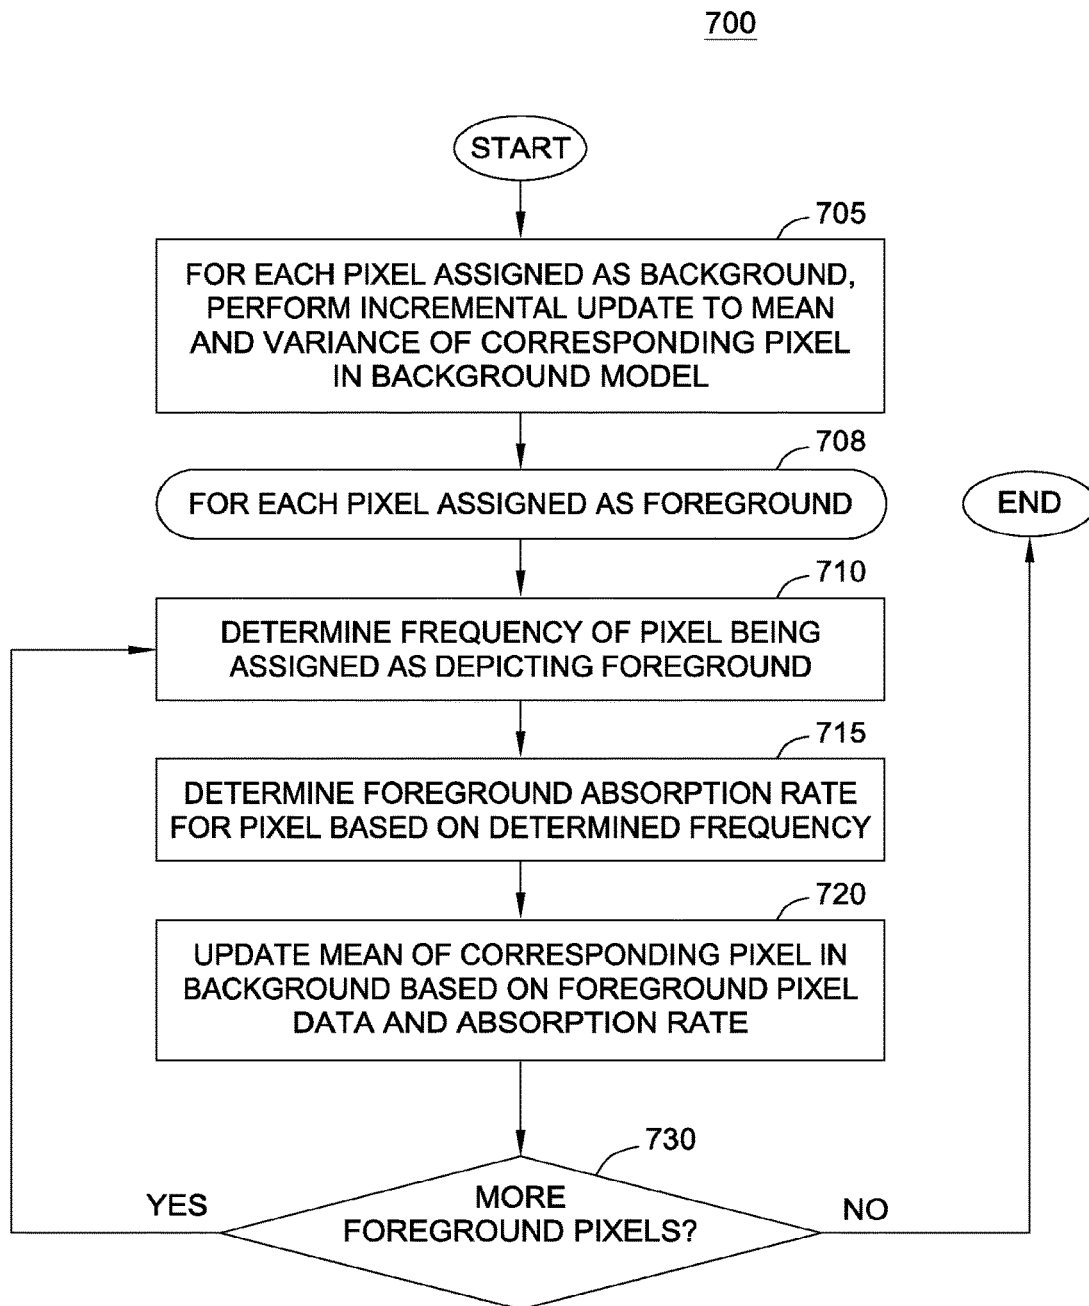 700
START
705
FOR EACH PIXEL ASSIGNED AS BACKGROUND,
PERFORM INCREMENTAL UPDATE TO MEAN
AND VARIANCE OF CORRESPONDING PIXEL
IN BACKGROUND MODEL
708
FOR EACH PIXEL ASSIGNED AS FOREGROUND
END
710
DETERMINE FREQUENCY OF PIXEL BEING
ASSIGNED AS DEPICTING FOREGROUND
715
DETERMINE FOREGROUND ABSORPTION RATE
FOR PIXEL BASED ON DETERMINED FREQUENCY
720
UPDATE MEAN OF CORRESPONDING PIXEL IN
BACKGROUND BASED ON FOREGROUND PIXEL
DATA AND ABSORPTION RATE
730
YES
MORE
FOREGROUND PIXELS?
NO